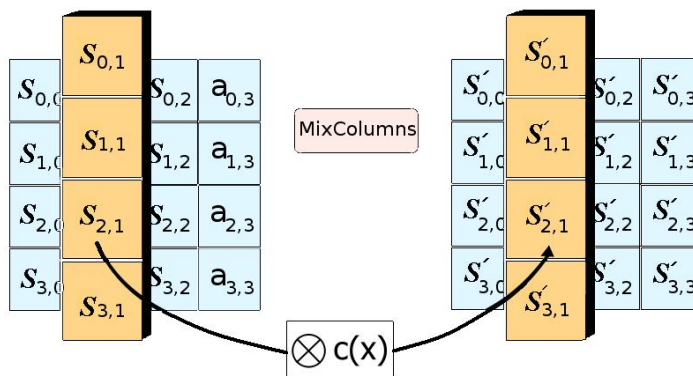 S0,1 S´0,1
S0,0 S0,2 a0,3 S´0,0 S´0,2 S´0,3
MixColumns
S1,1 S´1,1
S1,0 S1,2 a1,3 S´1,0 S´1,2 S´1,3
S2,1 S´2,1
S2,0 S2,2 a2,3 S´2,0 S´2,2 S´2,3
S3,0 S3,2 a3,3 S´3,0 S´3,2 S´3,3
S3,1 S´3,1
⊗ c(x)